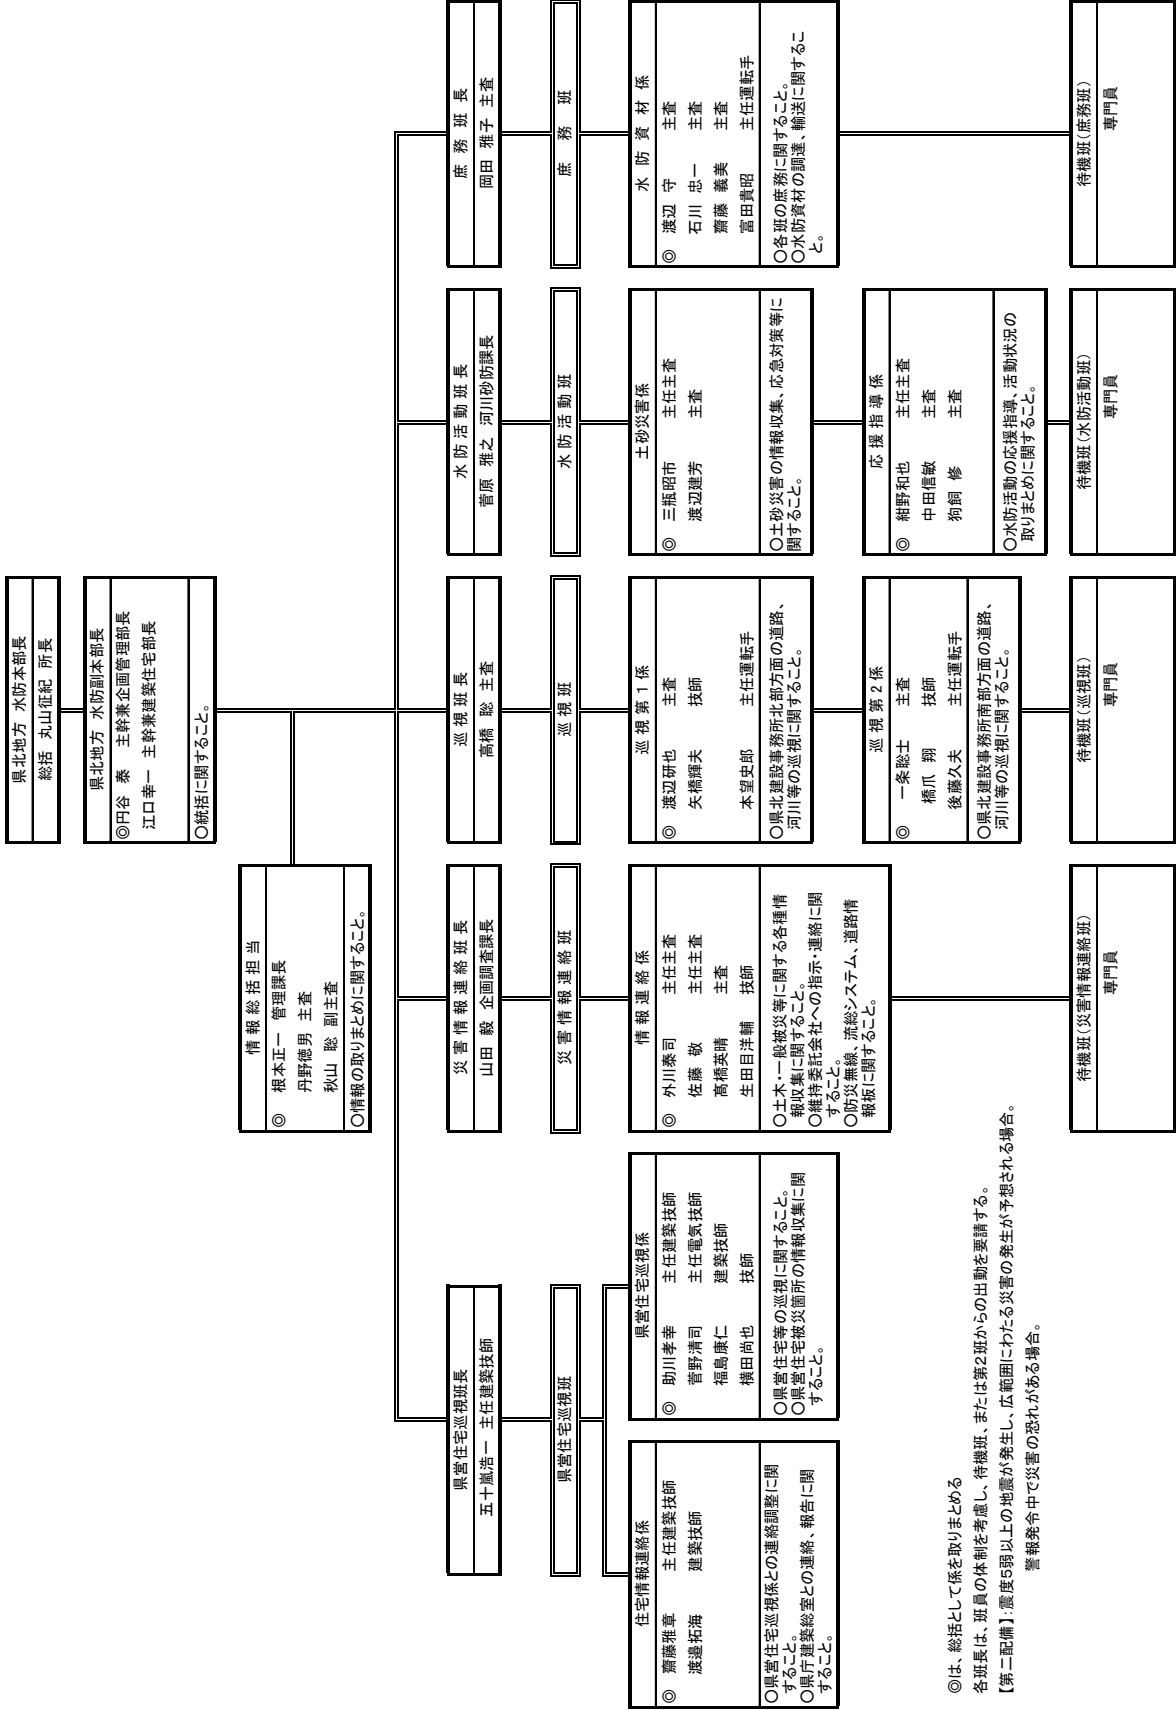 県北地方 水防本部長
総括 丸山征紀 所長
県北地方 水防副本部長
◎円谷 泰 主幹兼企画管理部長
江口幸一 主幹兼建築住宅部長
○統括に関すること。
情 報 総 括 担 当
◎ 根本正一 管理課長
丹野徳男 主査
秋山 聡 副主査
○情報の取りまとめに関すること。
県営住宅巡視班長
五十嵐浩一 主任建築技師
災 害 情 報 連 絡 班 長
山田 毅 企画調査課長
巡 視 班 長
高橋 聡 主査
水 防 活 動 班 長
菅原 雅之 河川砂防課長
庶 務 班 長
岡田 雅子 主査
県営住宅巡視班
災 害 情 報 連 絡 班
巡 視 班
水 防 活 動 班
庶 務 班
住宅情報連絡係
◎ 齋藤雅章 主任建築技師
渡邉拓海 建築技師
○県営住宅巡視係との連絡調整に関
すること。
○県庁建築総室との連絡、報告に関
すること。
県営住宅巡視係
◎ 助川孝幸 主任建築技師
菅野清司 主任電気技師
福島康仁 建築技師
横田尚也 技師
○県営住宅等の巡視に関すること。
○県営住宅被災箇所の情報収集に関
すること。
情 報 連 絡 係
◎ 外川泰司 主任主査
佐藤 敬 主任主査
髙橋英晴 主査
生田目洋輔 技師
○土木・一般被災等に関する各種情
報収集に関すること。
○維持委託会社への指示・連絡に関
すること。
○防災無線、流総システム、道路情
報板に関すること。
巡 視 第 1 係
◎ 渡辺研也 主査
矢橋輝夫 技師
本望史郎 主任運転手
○県北建設事務所北部方面の道路、
河川等の巡視に関すること。
巡 視 第 2 係
◎ 一条聡士 主査
橋爪 翔 技師
後藤久夫 主任運転手
○県北建設事務所南部方面の道路、
河川等の巡視に関すること。
土砂災害係
◎ 三瓶昭市 主任主査
渡辺建芳 主査
○土砂災害の情報収集、応急対策等に
関すること。
応 援 指 導 係
◎ 紺野和也 主任主査
中田信敏 主査
狗飼 修 主査
○水防活動の応援指導、活動状況の
取りまとめに関すること。
水 防 資 材 係
◎ 渡辺 守 主査
石川 忠一 主査
齋藤 義美 主査
富田貴昭 主任運転手
○各班の庶務に関すること。
○水防資材の調達、輸送に関するこ
と。
待機班(災害情報連絡班)
専門員
待機班(巡視班)
専門員
待機班(水防活動班)
専門員
待機班(庶務班)
専門員
◎は、総括として係を取りまとめる
各班長は、班員の体制を考慮し、待機班、または第2班からの出動を要請する。
【第二配備】:震度5弱以上の地震が発生し、広範囲にわたる災害の発生が予想される場合。
警報発令中で災害の恐れがある場合。